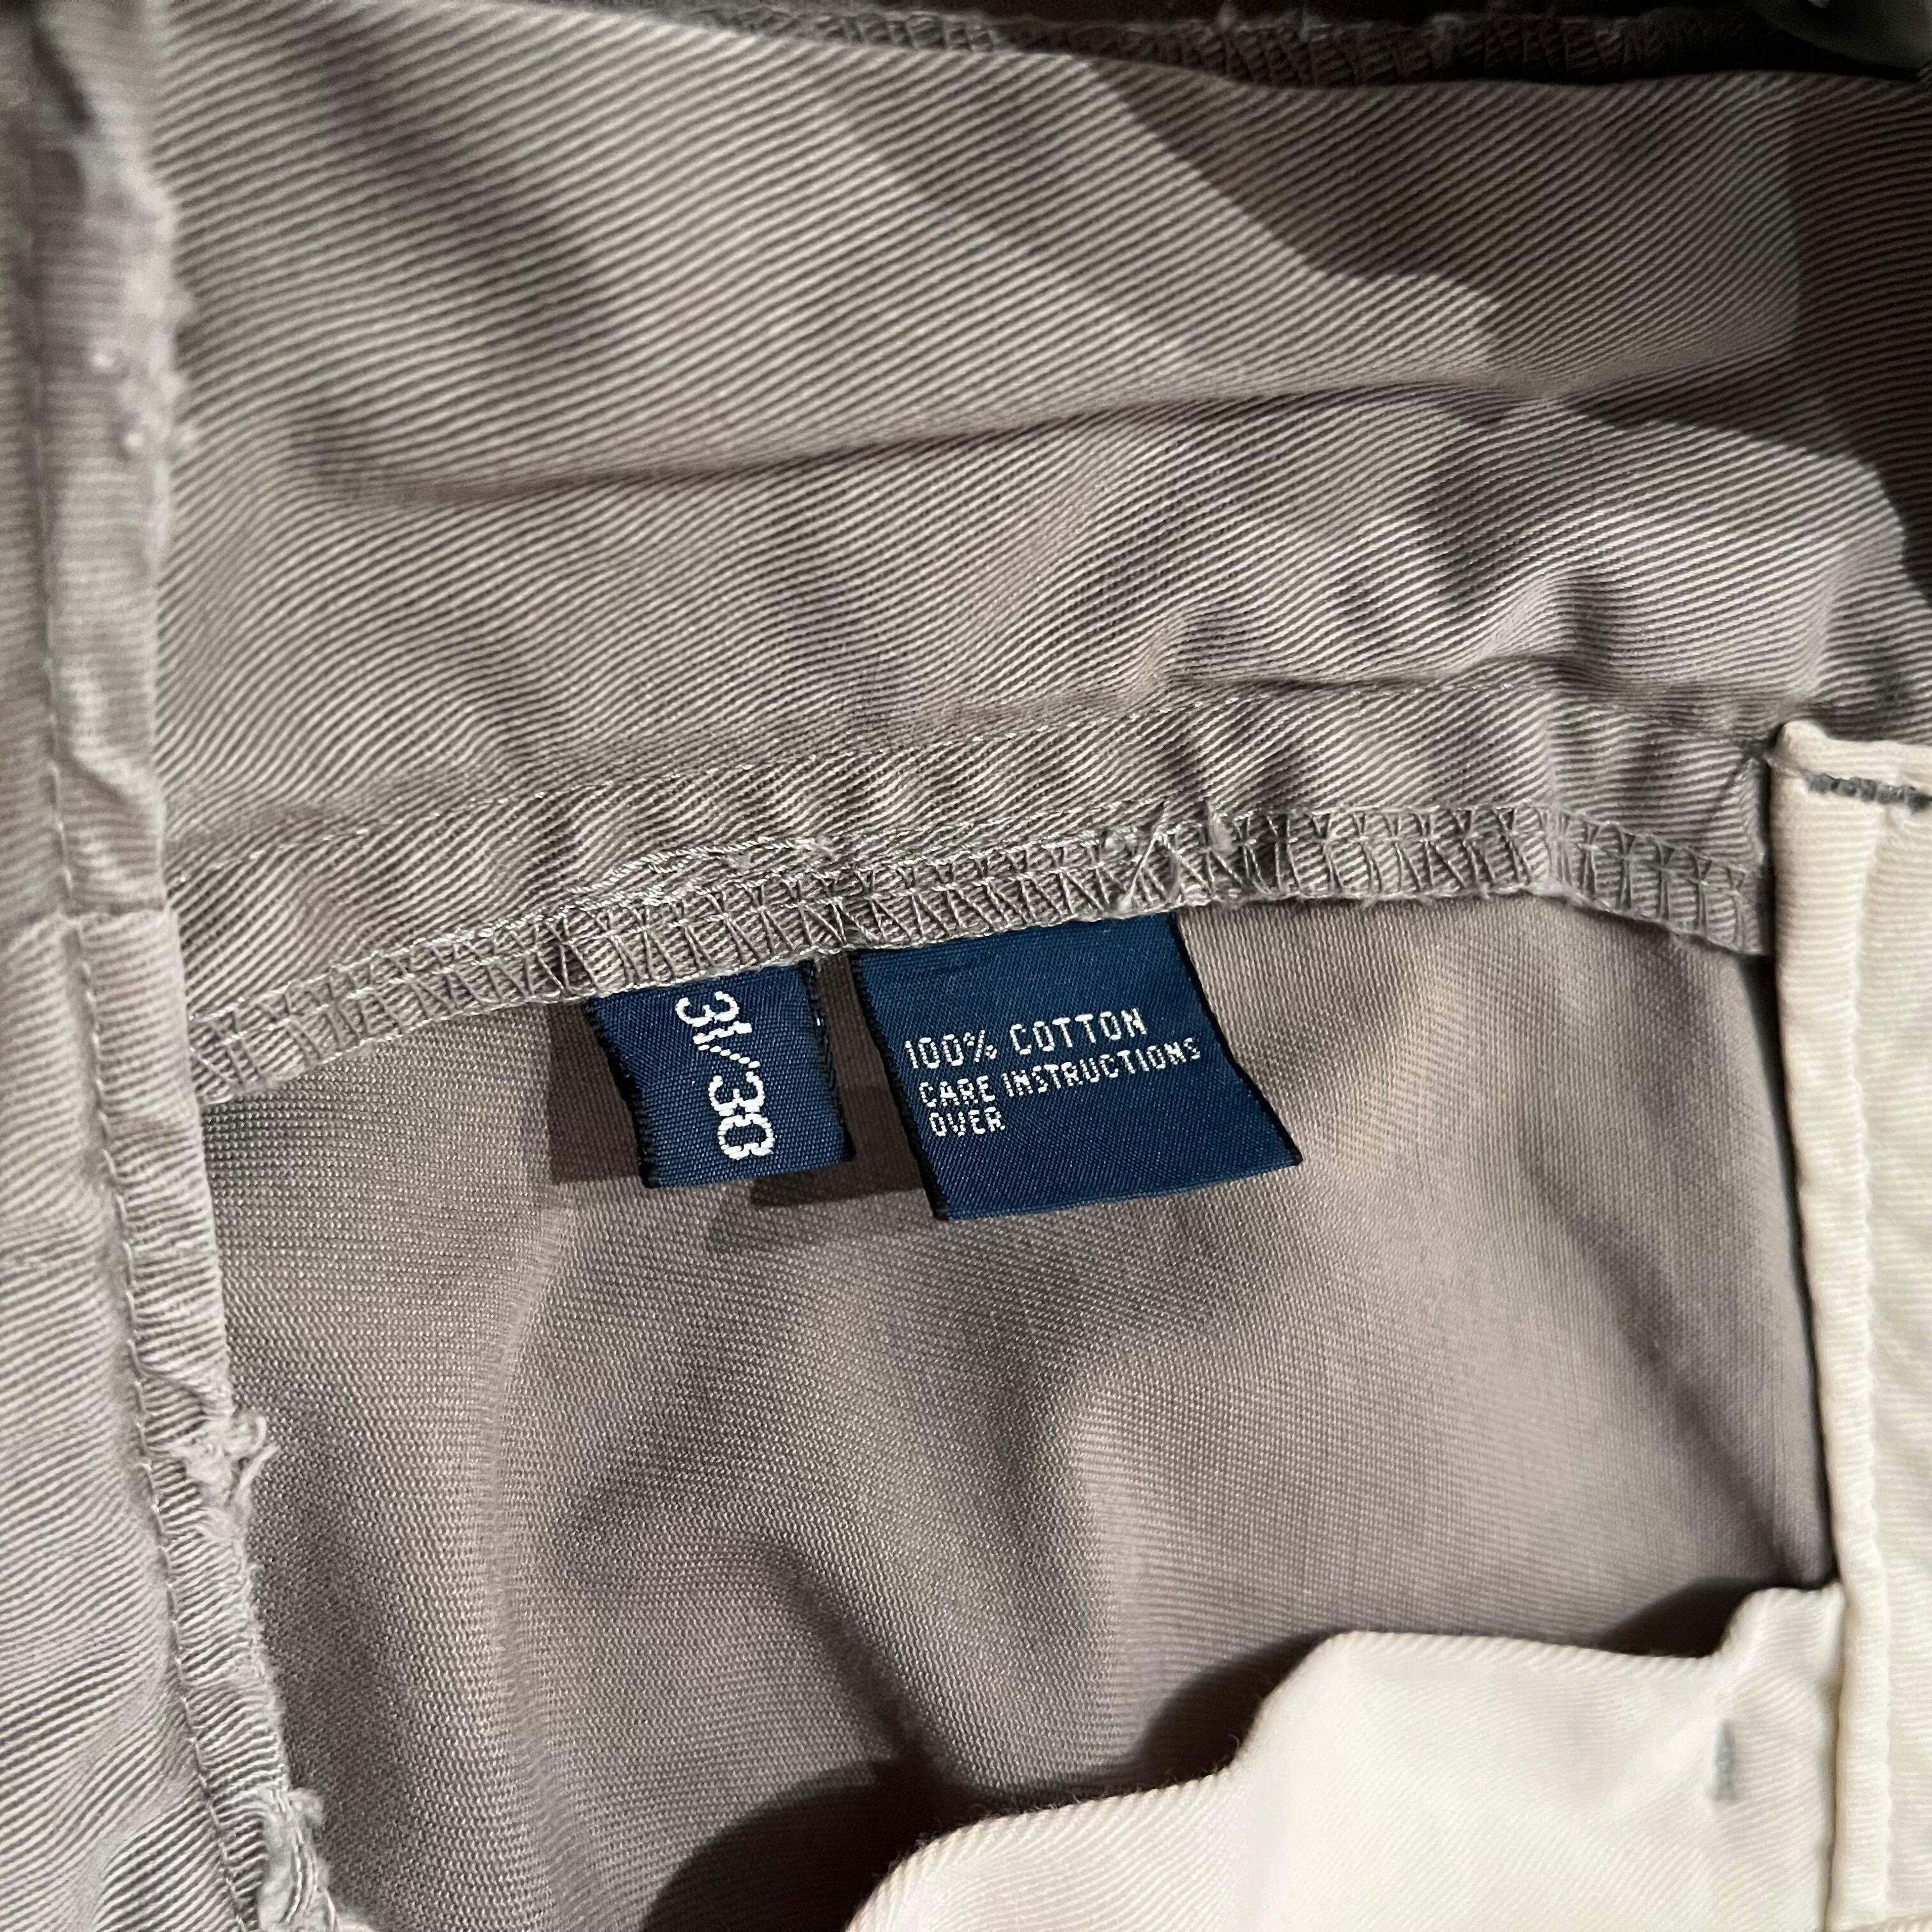 31/30
100% COTTON
CARE INSTRUCTIONS
OVER